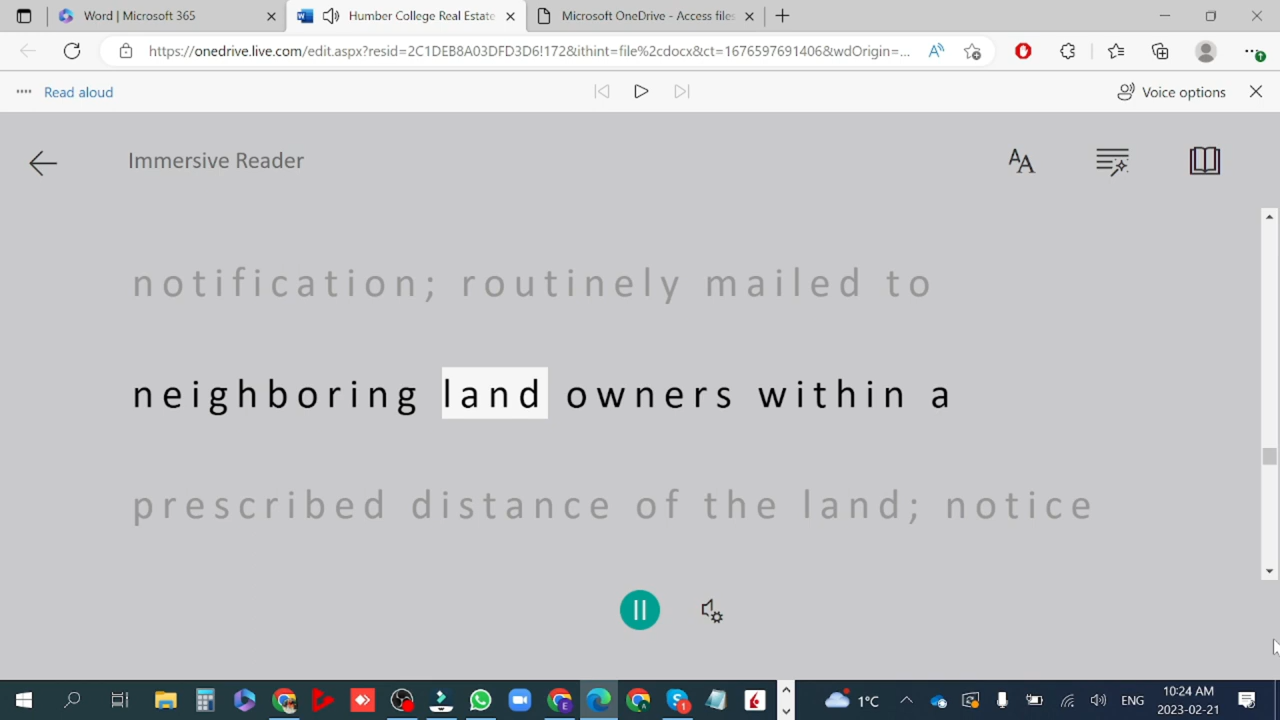 Word | Microsoft 365
Humber College Real Estate
Microsoft OneDrive - Access files
https://onedrive.live.com/edit.aspx?resid=2C1DEB8A03DFD3D6!172&ithint=file%2cdocx&ct=1676597691406&wdOrigin=...
Read aloud
Voice options
Immersive Reader
notification; routinely mailed to
neighboring land owners within a
prescribed distance of the land; notice
1°C
ENG
10:24 AM
2023-02-21